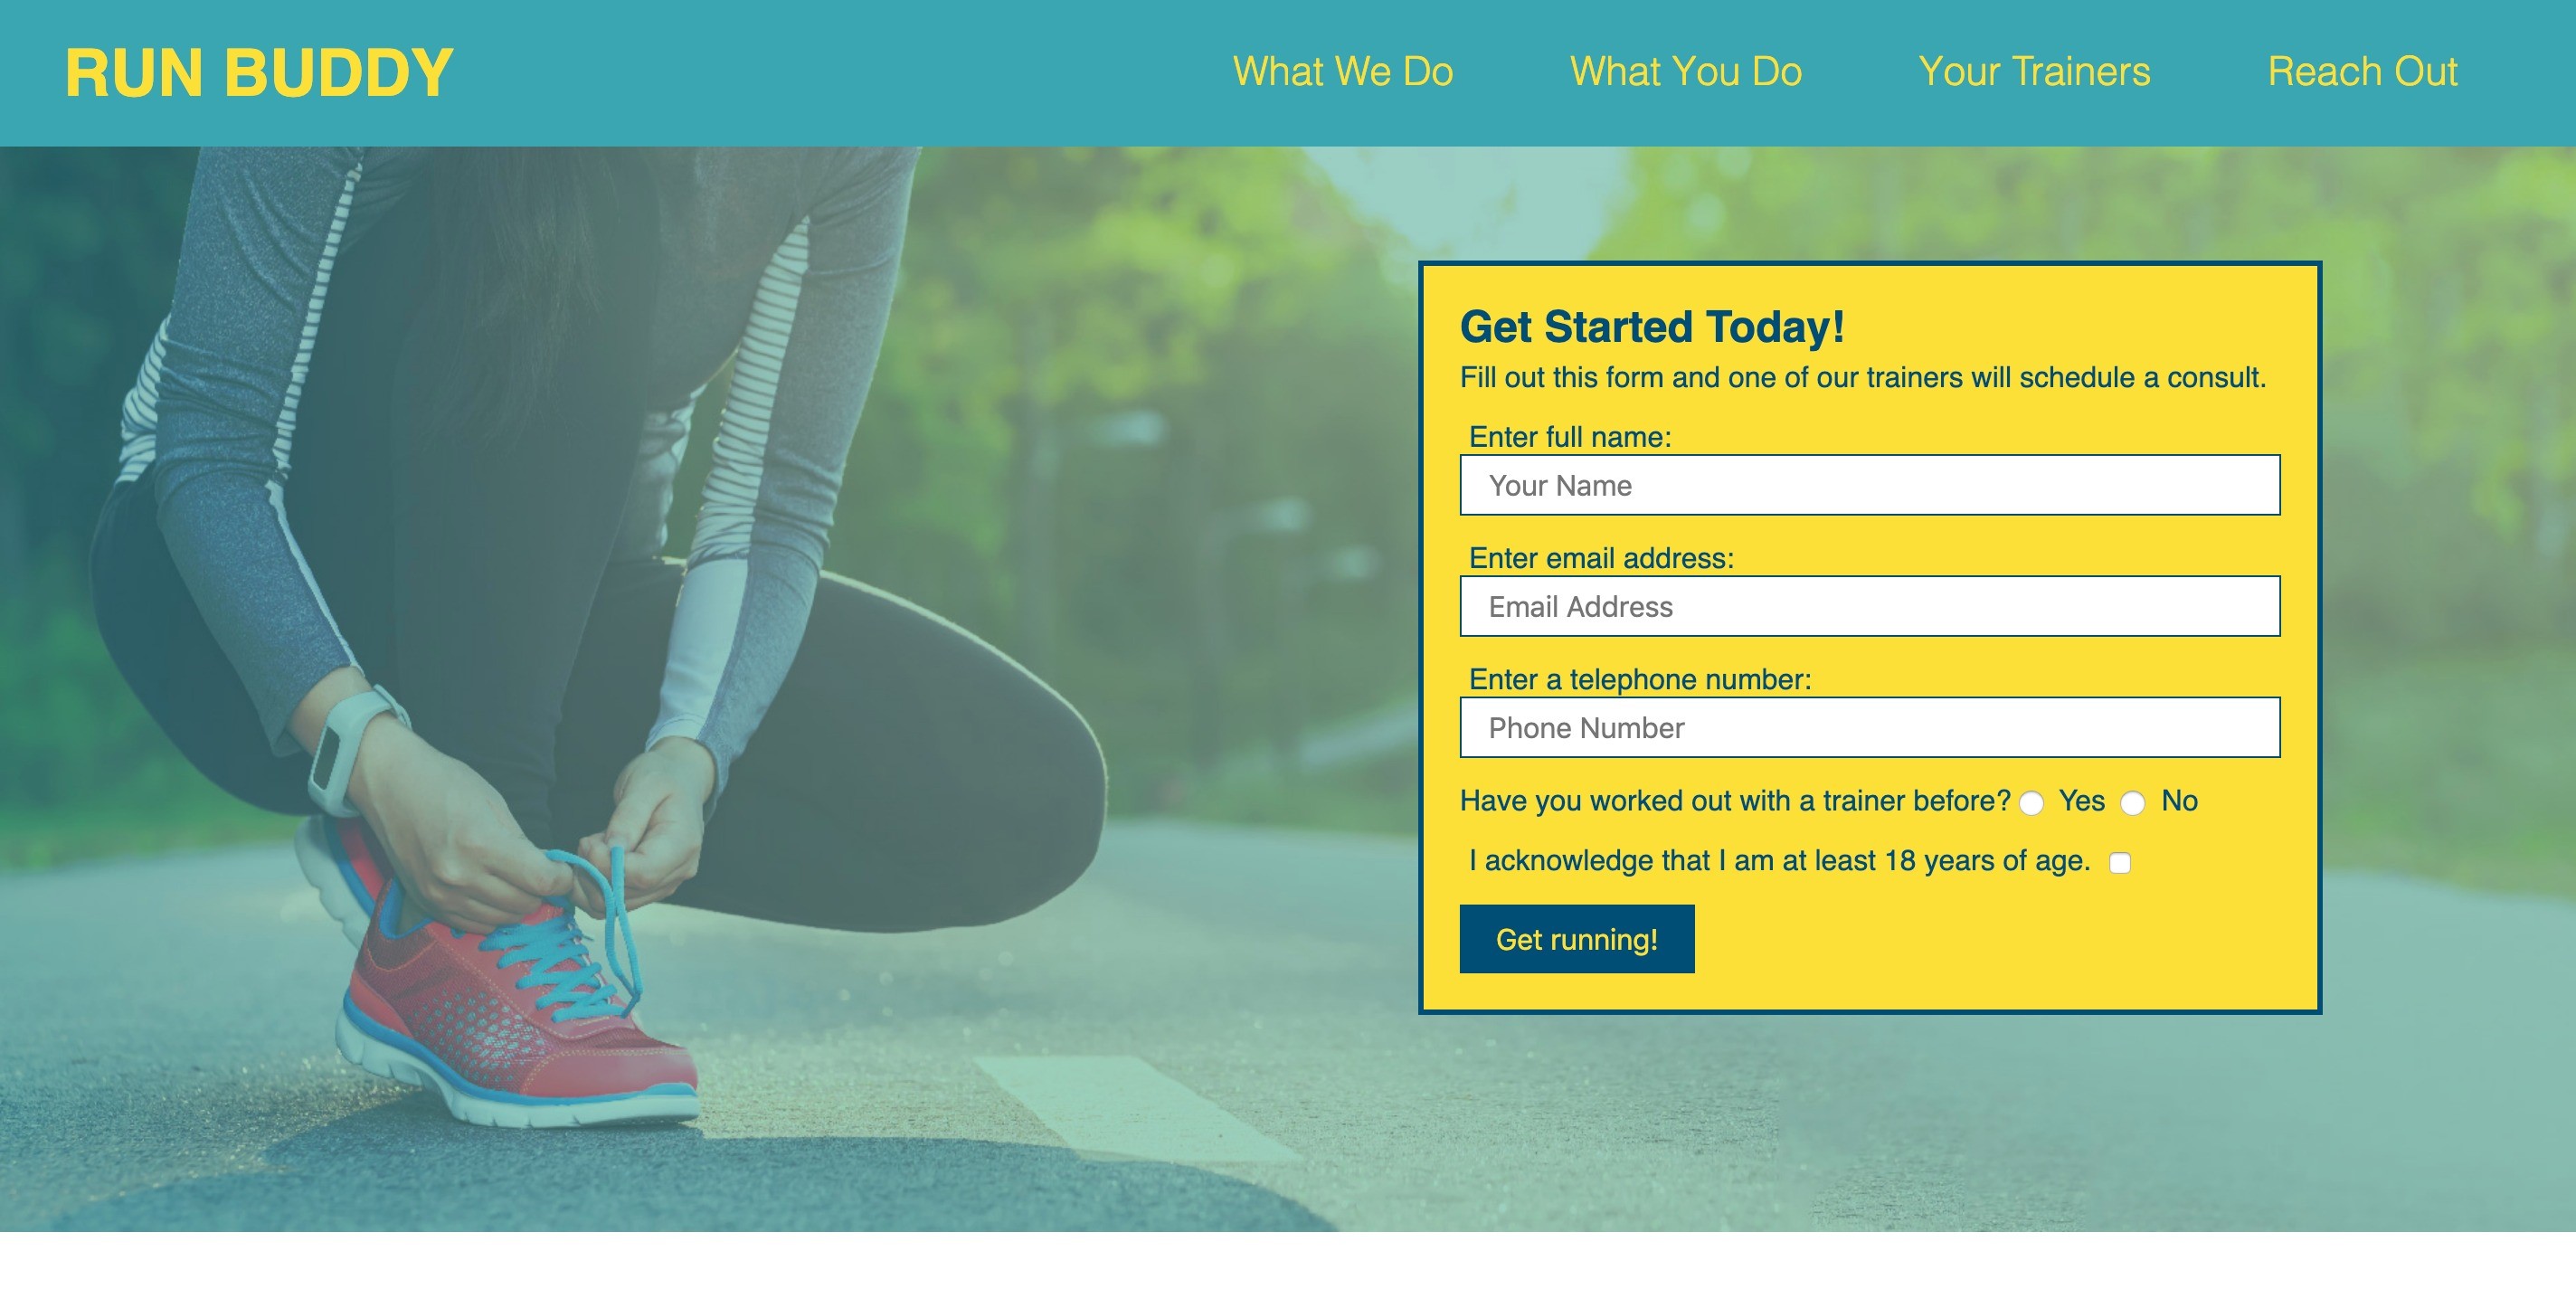 RUN BUDDY
What We Do
What You Do
Your Trainers
Reach Out
Get Started Today!
Fill out this form and one of our trainers will schedule a consult.
Enter full name:
Your Name
Enter email address:
Email Address
Enter a telephone number:
Phone Number
Have you worked out with a trainer before? Yes No
I acknowledge that I am at least 18 years of age.
Get running!